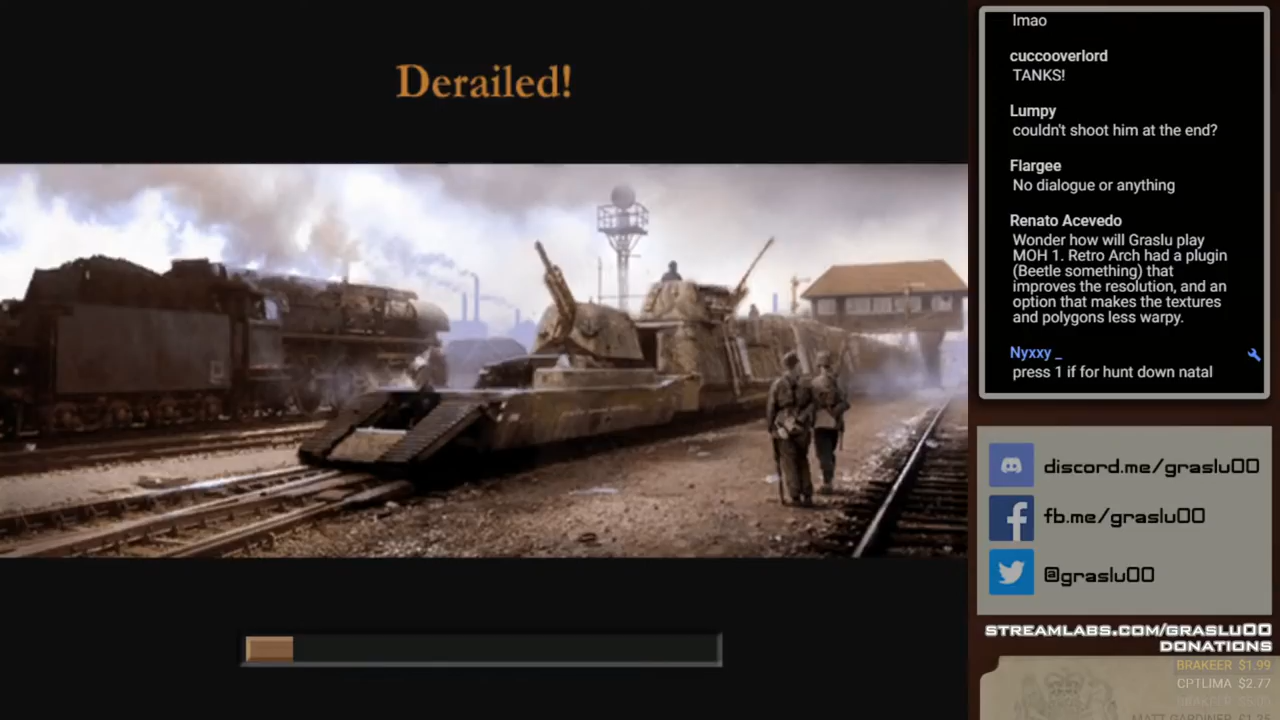 Derailed!
lmao
cuccooverlord
TANKS!
Lumpy
couldn't shoot him at the end?
Flargee
No dialogue or anything
Renato Acevedo
Wonder how will Graslu play
MOH 1. Retro Arch had a plugin
(Beetle something) that
improves the resolution, and an
option that makes the textures
and polygons less warpy.
Nyxxy _
press 1 if for hunt down natal
discord.me/graslu00
fb.me/graslu00
@graslu00
STREAMLABS.COM/GRASLU00
DONATIONS
BRAKEER $1.99
CPTLIMA $2.77